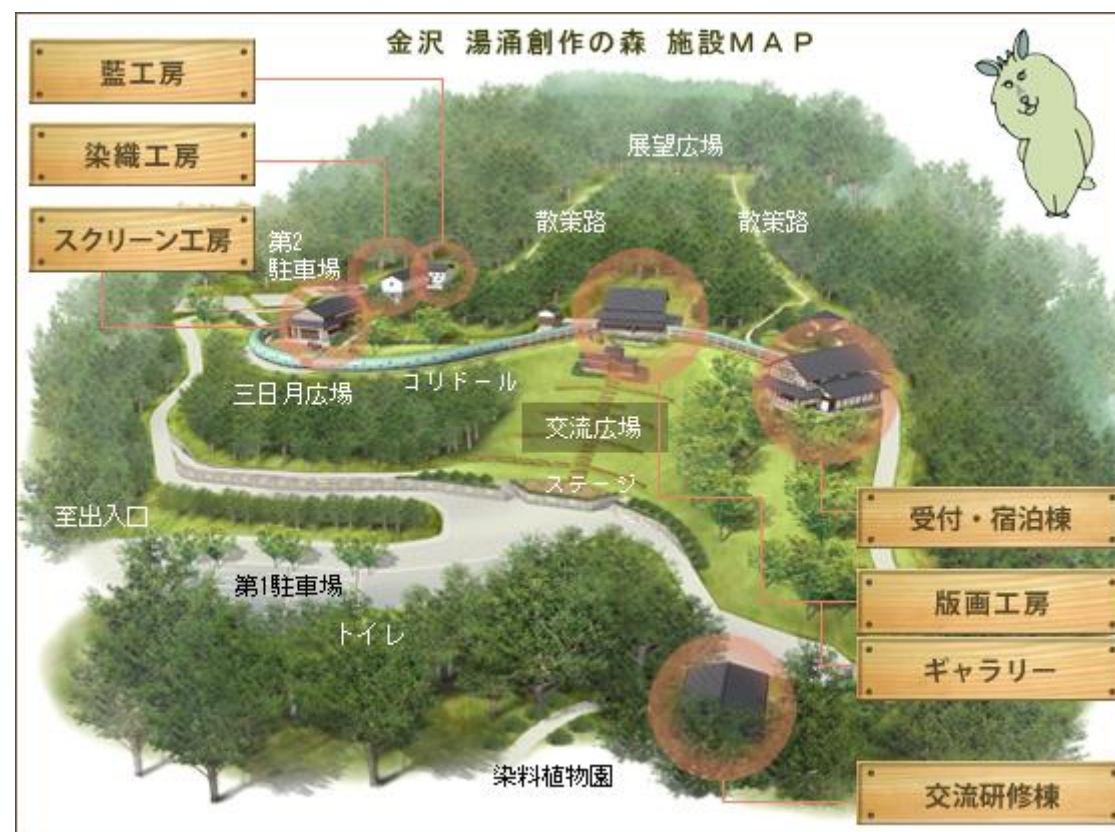 金沢 湯涌創作の森 施設MAP
藍工房
染織工房
スクリーン工房
展望広場
散策路
散策路
第2
駐車場
三日月広場
コリドール
交流広場
ステージ
至出入口
第1駐車場
トイレ
染料植物園
受付・宿泊棟
版画工房
ギャラリー
交流研修棟